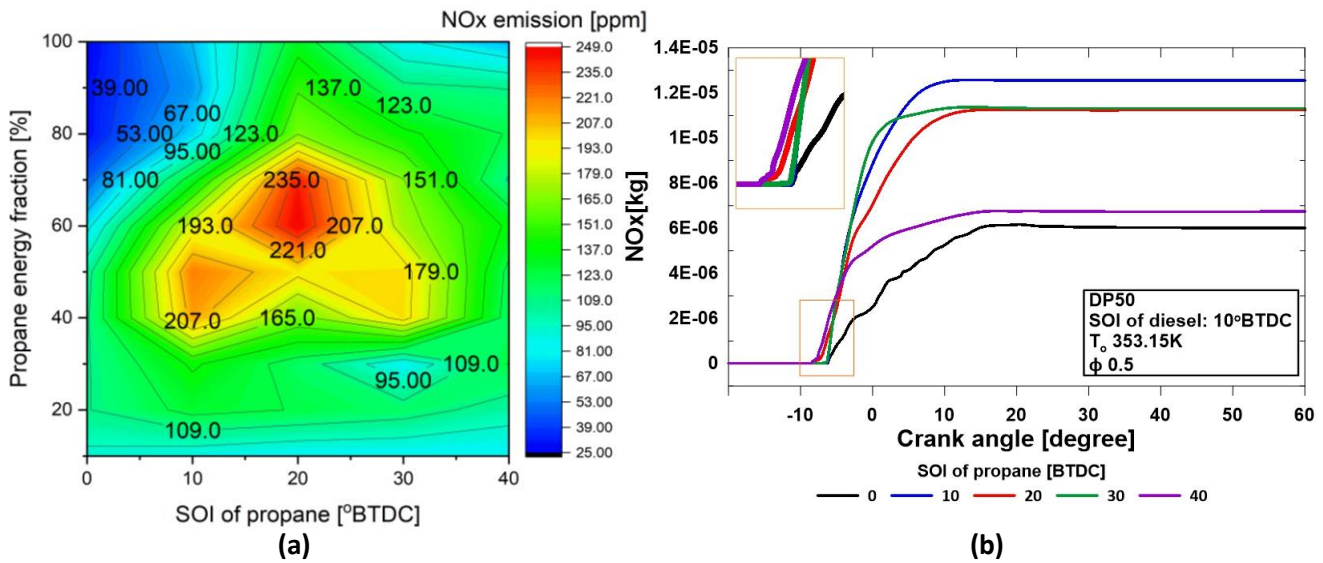 NOx emission [ppm]
Propane energy fraction [%]
100
80
60
40
20
0
10
20
30
40
SOI of propane [°BTDC]
39.00
137.0
67.00
123.0
53.00
123.0
95.00
81.00
235.0
151.0
193.0
207.0
221.0
179.0
207.0
165.0
109.0
95.00
109.0
249.0
235.0
221.0
207.0
193.0
179.0
165.0
151.0
137.0
123.0
109.0
95.00
81.00
67.00
53.00
39.00
25.00
(a)
NOx[kg]
1.4E-05
1.2E-05
1E-05
8E-06
6E-06
4E-06
2E-06
0
-10
0
10
20
30
40
50
60
Crank angle [degree]
DP50
SOI of diesel: 10°BTDC
To 353.15K
ϕ 0.5
SOI of propane [BTDC]
0 10 20 30 40
(b)